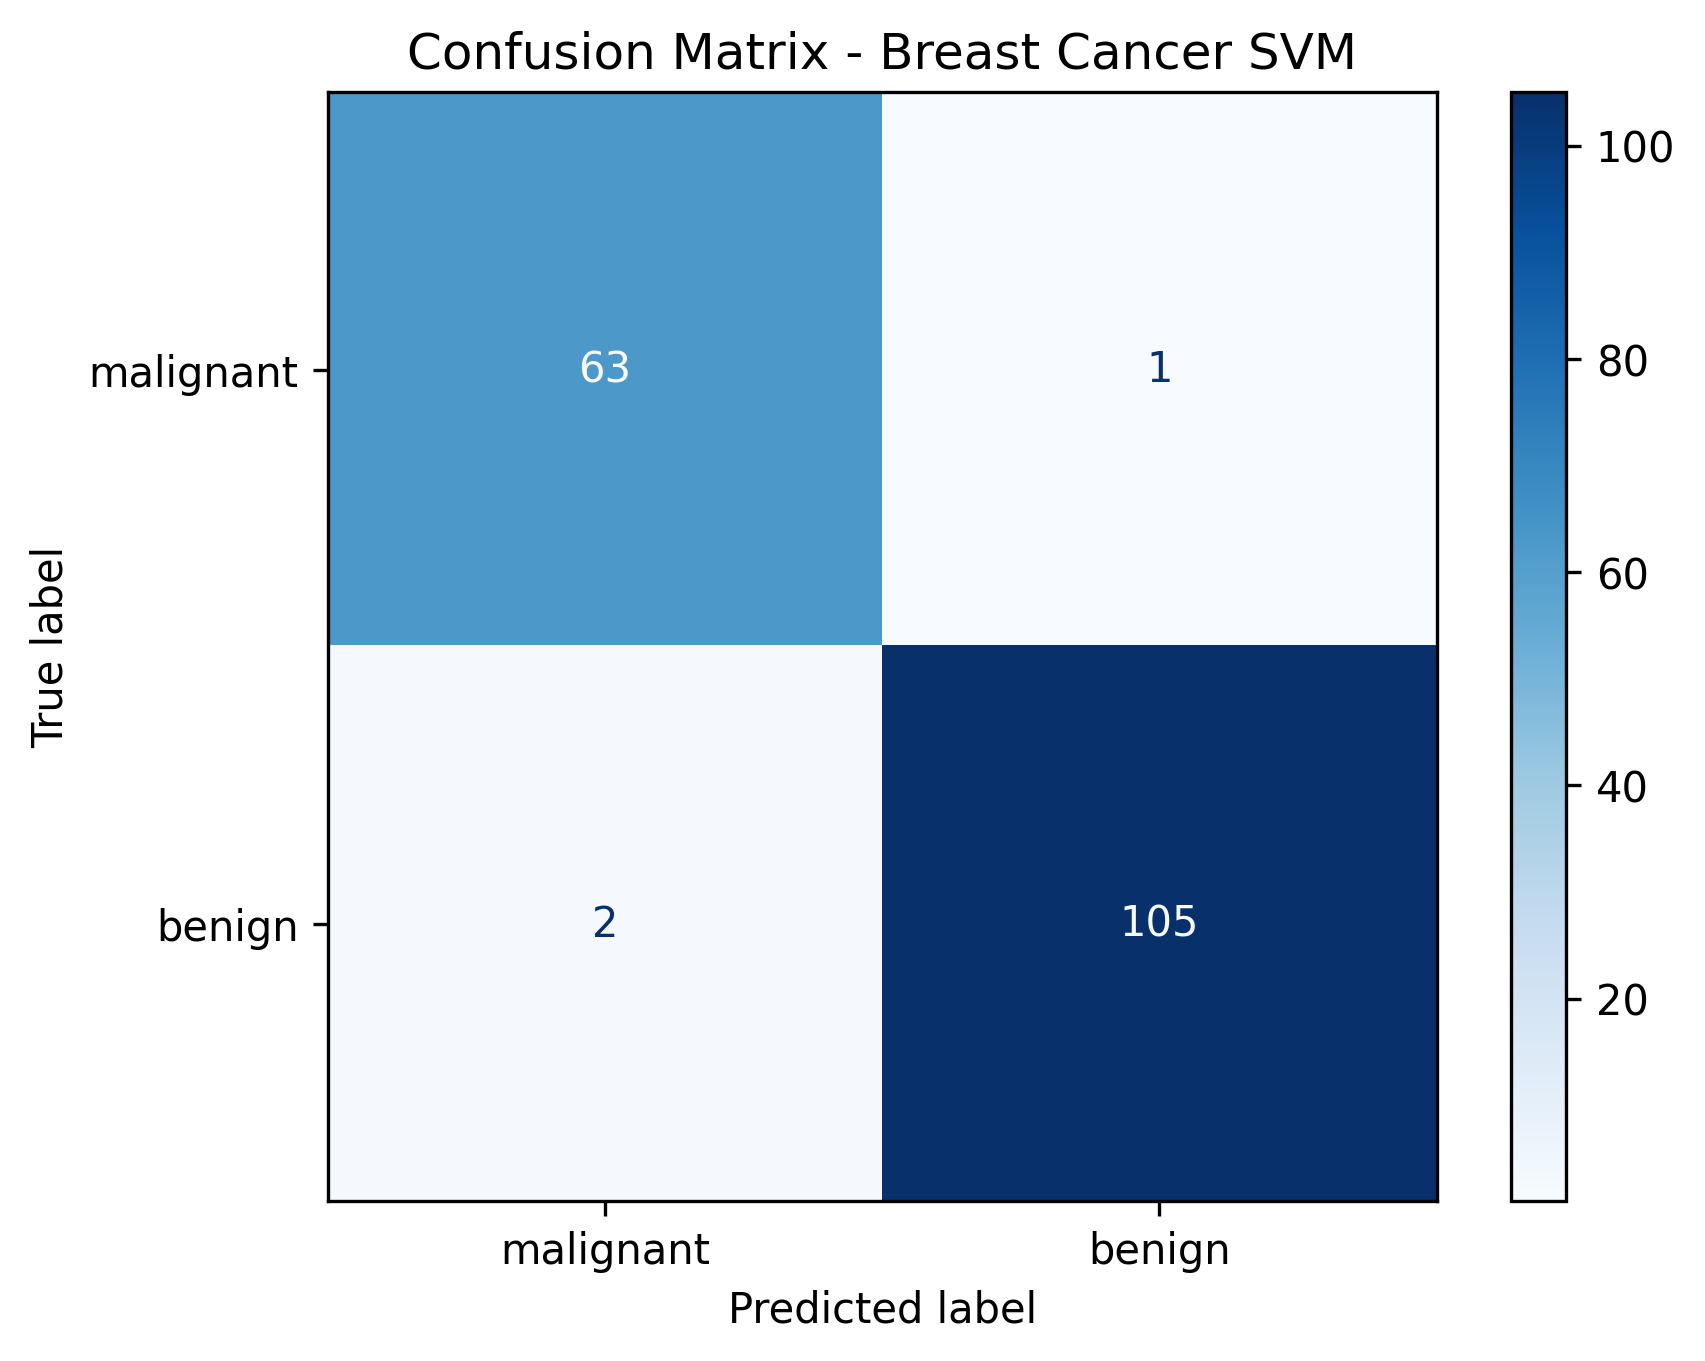 Confusion Matrix - Breast Cancer SVM
True label
malignant
benign
63
1
2
105
malignant
benign
Predicted label
100
80
60
40
20